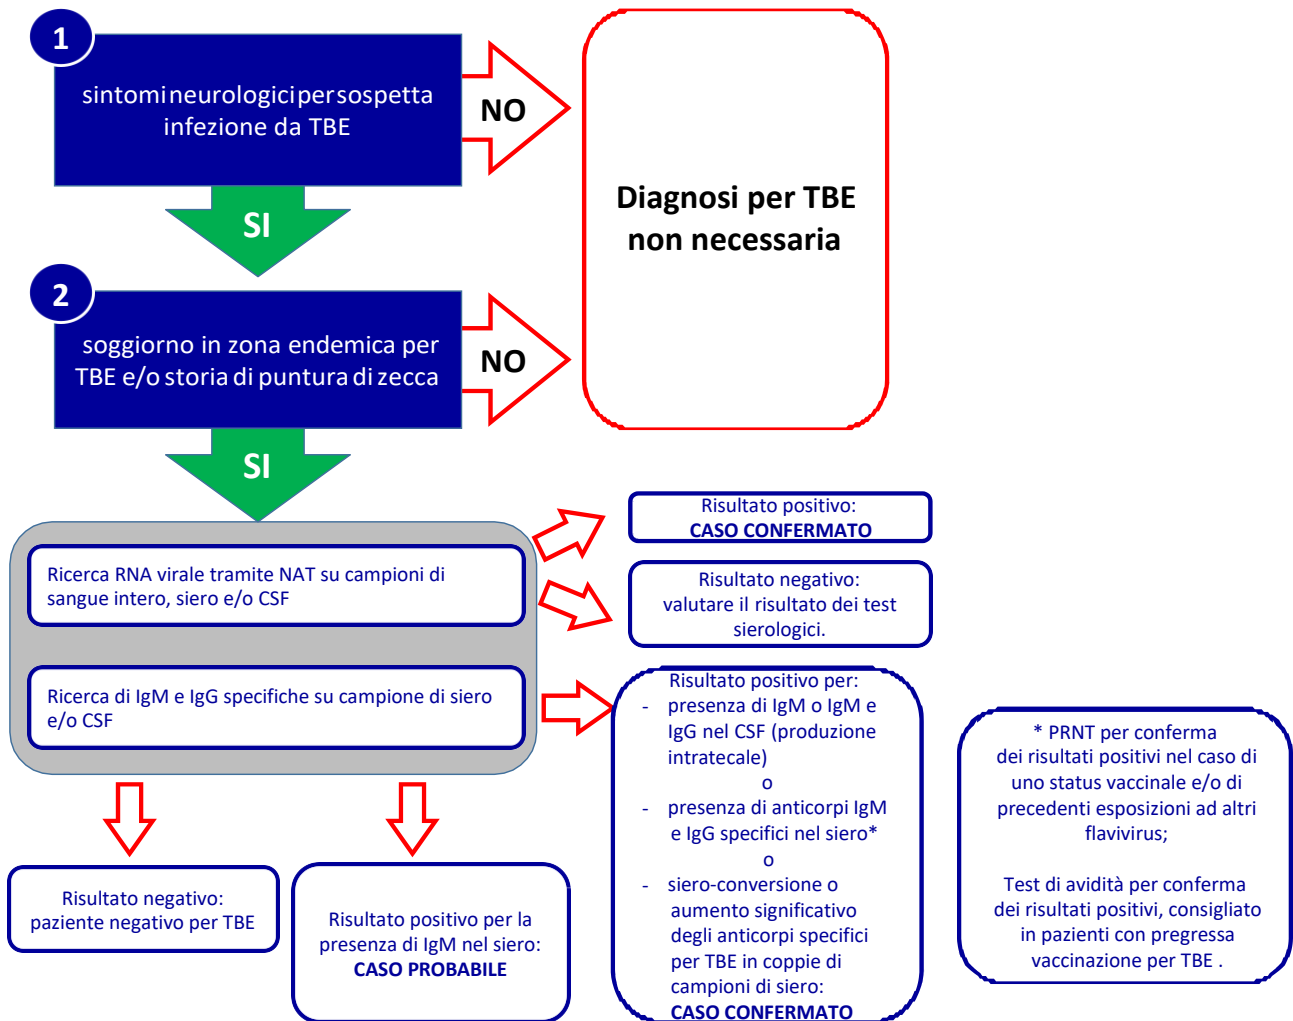 1
sintomi neurologici per sospetta
infezione da TBE
NO
SI
Diagnosi per TBE
non necessaria
2
soggiorno in zona endemica per
TBE e/o storia di puntura di zecca
NO
SI
Ricerca RNA virale tramite NAT su campioni di
sangue intero, siero e/o CSF
Risultato positivo:
CASO CONFERMATO
Risultato negativo:
valutare il risultato dei test
sierologici.
Ricerca di IgM e IgG specifiche su campione di siero
e/o CSF
Risultato positivo per:
- presenza di IgM o IgM e
IgG nel CSF (produzione
intratecale)
o
- presenza di anticorpi IgM
e IgG specifici nel siero*
o
- siero-conversione o
aumento significativo
degli anticorpi specifici
per TBE in coppie di
campioni di siero:
CASO CONFERMATO
* PRNT per conferma
dei risultati positivi nel caso di
uno status vaccinale e/o di
precedenti esposizioni ad altri
flavivirus;
Test di avidità per conferma
dei risultati positivi, consigliato
in pazienti con pregressa
vaccinazione per TBE .
Risultato negativo:
paziente negativo per TBE
Risultato positivo per la
presenza di IgM nel siero:
CASO PROBABILE